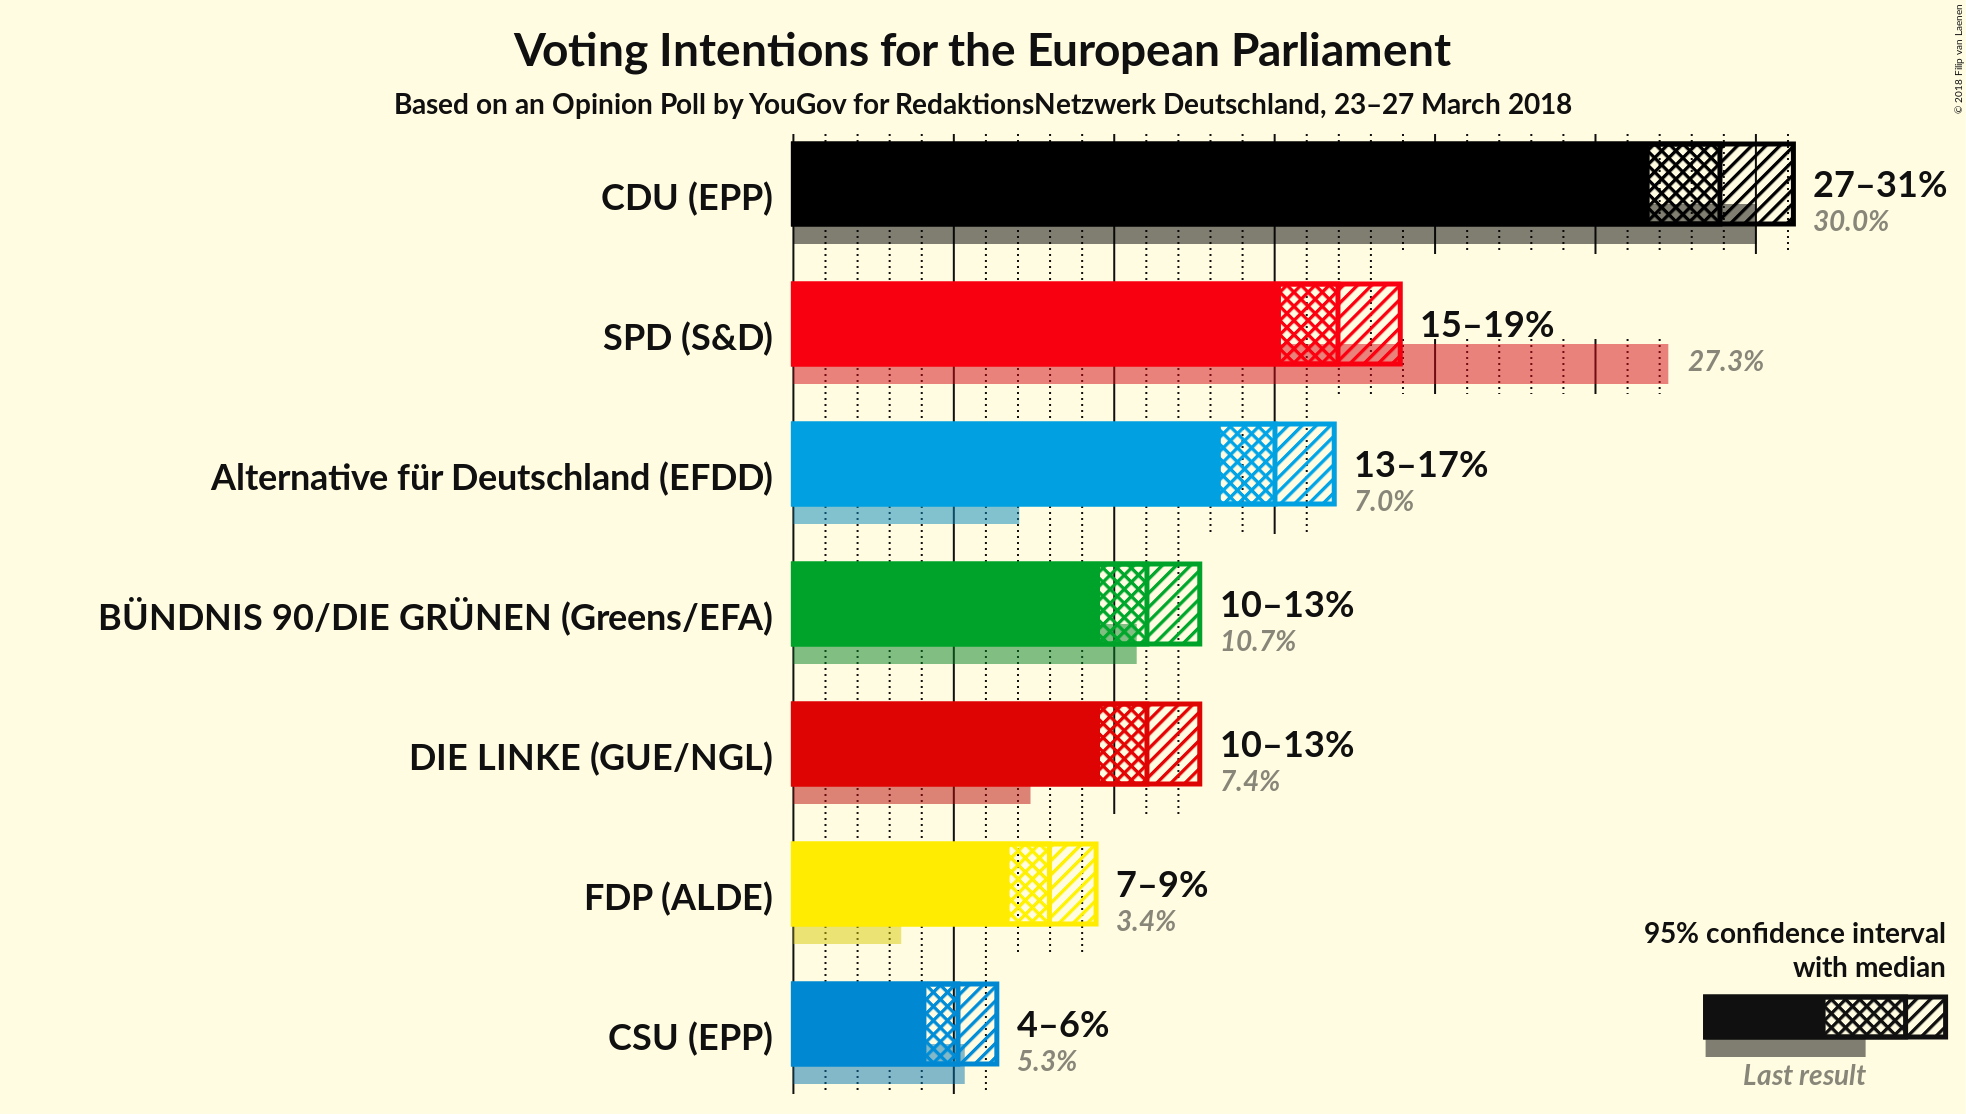 Voting Intentions for the European Parliament
Based on an Opinion Poll by YouGov for RedaktionsNetzwerk Deutschland, 23–27 March 2018
© 2018 Filip van Laenen
CDU (EPP)
27–31%
30.0%
SPD (S&D)
15–19%
27.3%
Alternative für Deutschland (EFDD)
13–17%
7.0%
BÜNDNIS 90/DIE GRÜNEN (Greens/EFA)
10–13%
10.7%
DIE LINKE (GUE/NGL)
10–13%
7.4%
FDP (ALDE)
7–9%
3.4%
CSU (EPP)
4–6%
5.3%
95% confidence interval
with median
Last result